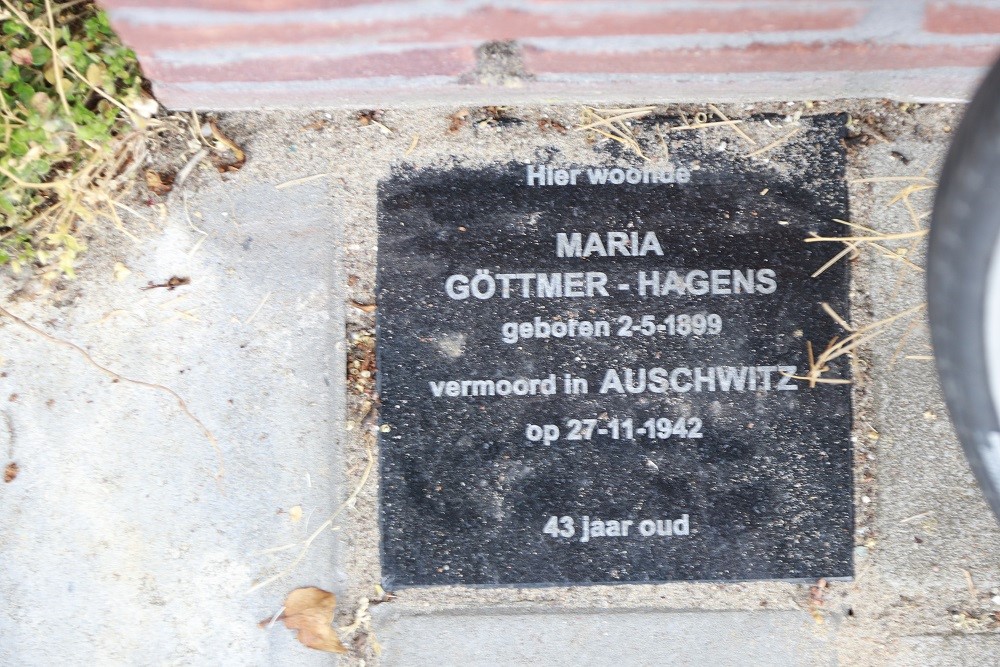 Hier woonde
MARIA
GÖTTMER - HAGENS
geboren 2-5-1899
vermoord in AUSCHWITZ
op 27-11-1942
43 jaar oud